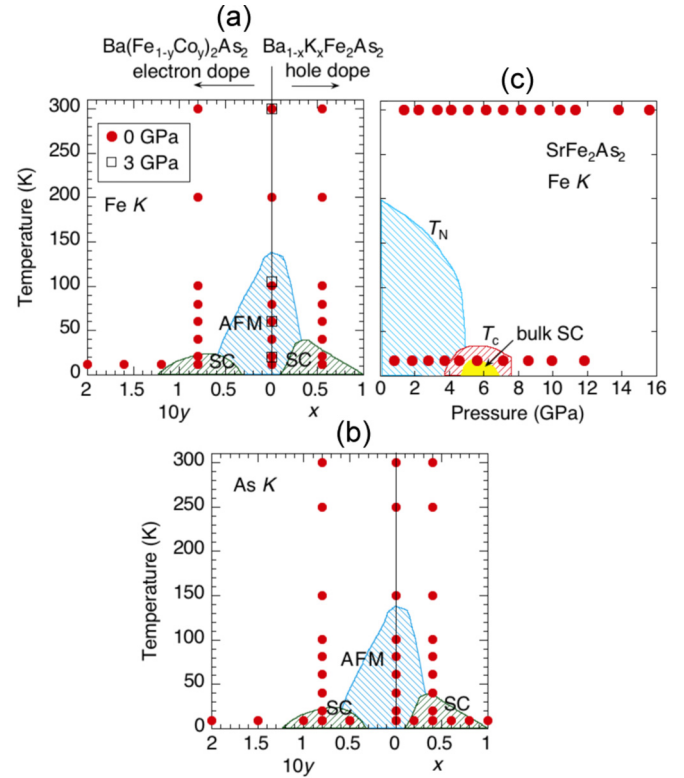 (a)
Ba(Fe₁₋yCoy)₂As₂
electron dope
Ba₁₋ₓKₓFe₂As₂
hole dope
300
250
200
150
100
50
0
Temperature (K)
0 GPa
3 GPa
Fe K
AFM
SC
SC
2 1.5 1 0.5 0 0.5 1
10y x
(c)
SrFe₂As₂
Fe K
T_N
T_c
bulk SC
0 2 4 6 8 10 12 14 16
Pressure (GPa)
(b)
As K
300
250
200
150
100
50
0
Temperature (K)
AFM
SC
SC
2 1.5 1 0.5 0 0.5 1
10y x